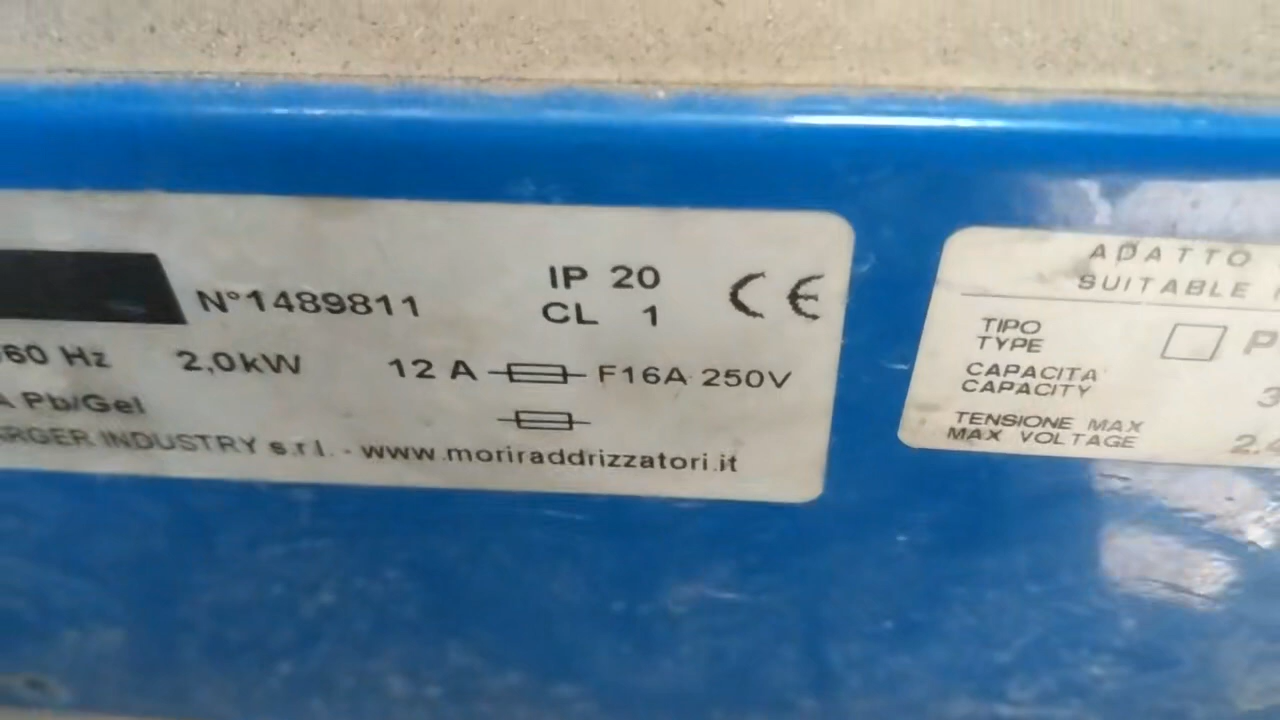 N°1489811
IP 20
CL 1
CE
60 Hz 2,0kW 12 A F16A 250V
A Pb/Gel
INDUSTRY s.r.l. - www.moriraddrizzatori.it
ADATTO
SUITABLE
TIPO
TYPE
CAPACITA'
CAPACITY
TENSIONE MAX
MAX VOLTAGE